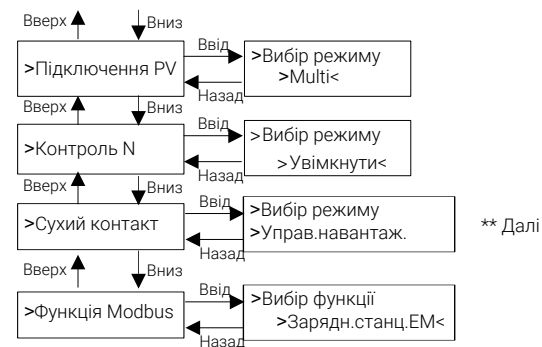 Вверх Вниз
>Підключення PV
Ввід
Назад
>Вибір режиму
>Multi<
Вверх Вниз
>Контроль N
Ввід
Назад
>Вибір режиму
>Увімкнути<
Вверх Вниз
>Сухий контакт
Ввід
Назад
>Вибір режиму
>Управ.навантаж.
** Далі
Вверх Вниз
>Функція Modbus
Ввід
Назад
>Вибір функції
>Зарядн.станц.EM<